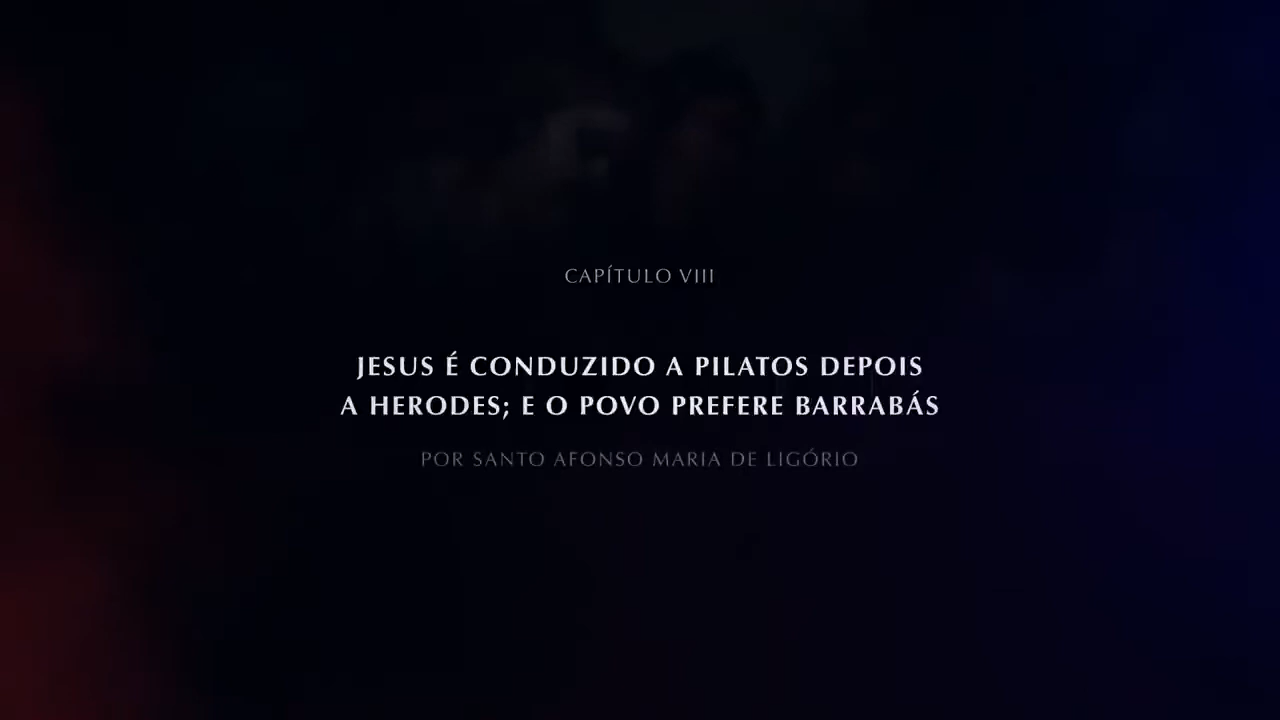 CAPÍTULO VIII
JESUS É CONDUZIDO A PILATOS DEPOIS
A HERODES; E O POVO PREFERE BARRABÁS
POR SANTO AFONSO MARIA DE LIGÓRIO